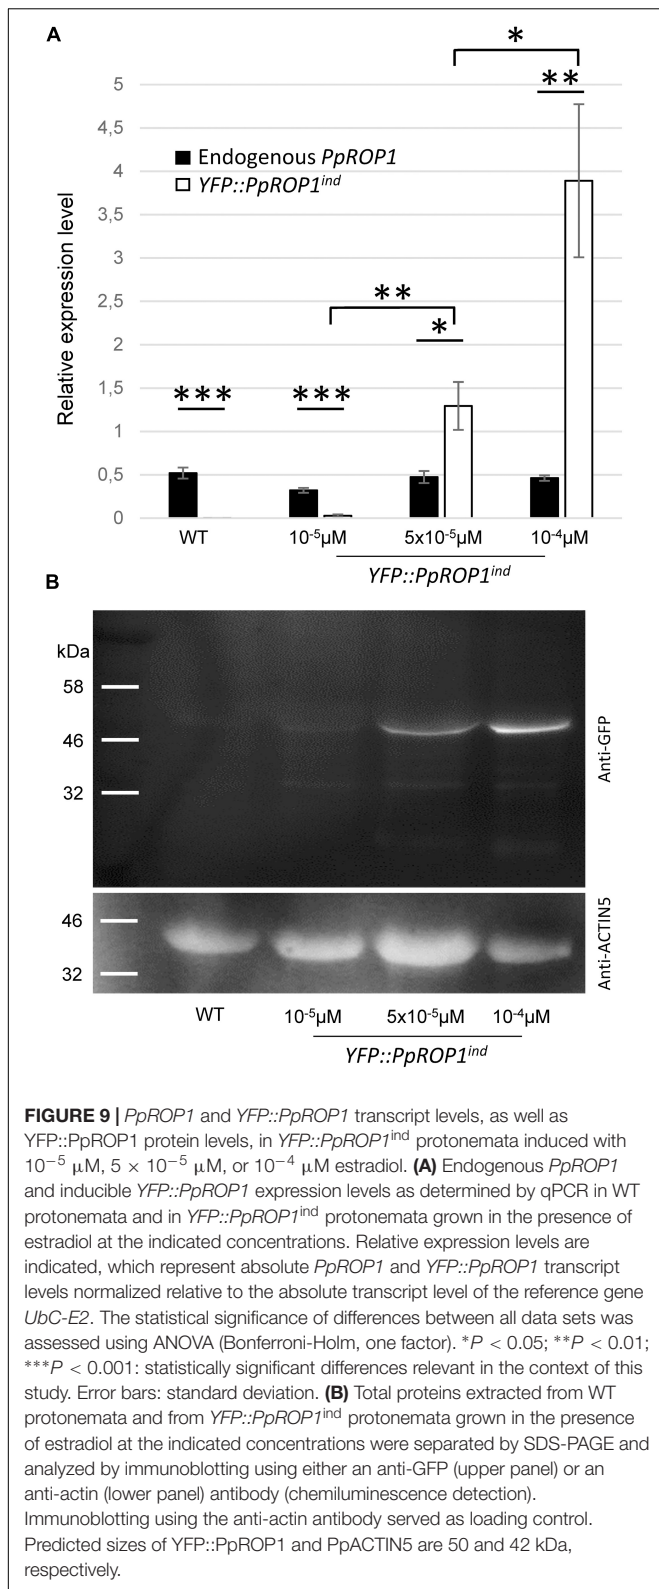 A
*
**
5
4,5
4
3,5
3
2,5
2
1,5
1
0,5
0
Relative expression level
Endogenous PpROP1
YFP::PpROP1ind
**
*
***
***
WT
10-5μM
5x10-5μM
10-4μM
YFP::PpROP1ind
B
kDa
58
46
32
Anti-GFP
46
32
Anti-ACTIN5
WT
10-5μM
5x10-5μM
10-4μM
YFP::PpROP1ind
FIGURE 9 | PpROP1 and YFP::PpROP1 transcript levels, as well as
YFP::PpROP1 protein levels, in YFP::PpROP1ind protonemata induced with
10−5 μM, 5 × 10−5 μM, or 10−4 μM estradiol. (A) Endogenous PpROP1
and inducible YFP::PpROP1 expression levels as determined by qPCR in WT
protonemata and in YFP::PpROP1ind protonemata grown in the presence of
estradiol at the indicated concentrations. Relative expression levels are
indicated, which represent absolute PpROP1 and YFP::PpROP1 transcript
levels normalized relative to the absolute transcript level of the reference gene
UbC-E2. The statistical significance of differences between all data sets was
assessed using ANOVA (Bonferroni-Holm, one factor). *P < 0.05; **P < 0.01;
***P < 0.001: statistically significant differences relevant in the context of this
study. Error bars: standard deviation. (B) Total proteins extracted from WT
protonemata and from YFP::PpROP1ind protonemata grown in the presence
of estradiol at the indicated concentrations were separated by SDS-PAGE and
analyzed by immunoblotting using either an anti-GFP (upper panel) or an
anti-actin (lower panel) antibody (chemiluminescence detection).
Immunoblotting using the anti-actin antibody served as loading control.
Predicted sizes of YFP::PpROP1 and PpACTIN5 are 50 and 42 kDa,
respectively.